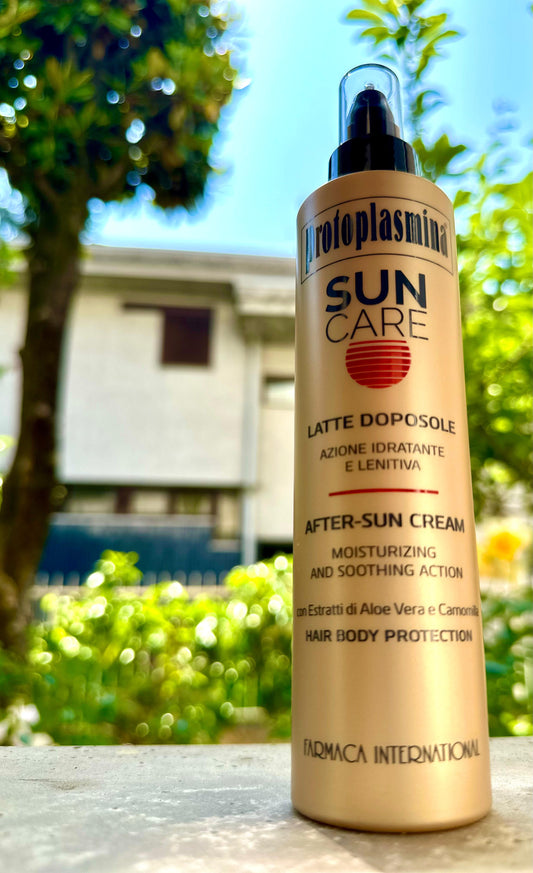 Protoplasmina
SUN
CARE
LATTE DOPOSOLE
AZIONE IDRATANTE
E LENITIVA
AFTER-SUN CREAM
MOISTURIZING
AND SOOTHING ACTION
con Estratti di Aloe Vera e Camomilla
HAIR BODY PROTECTION
FARMACA INTERNATIONAL